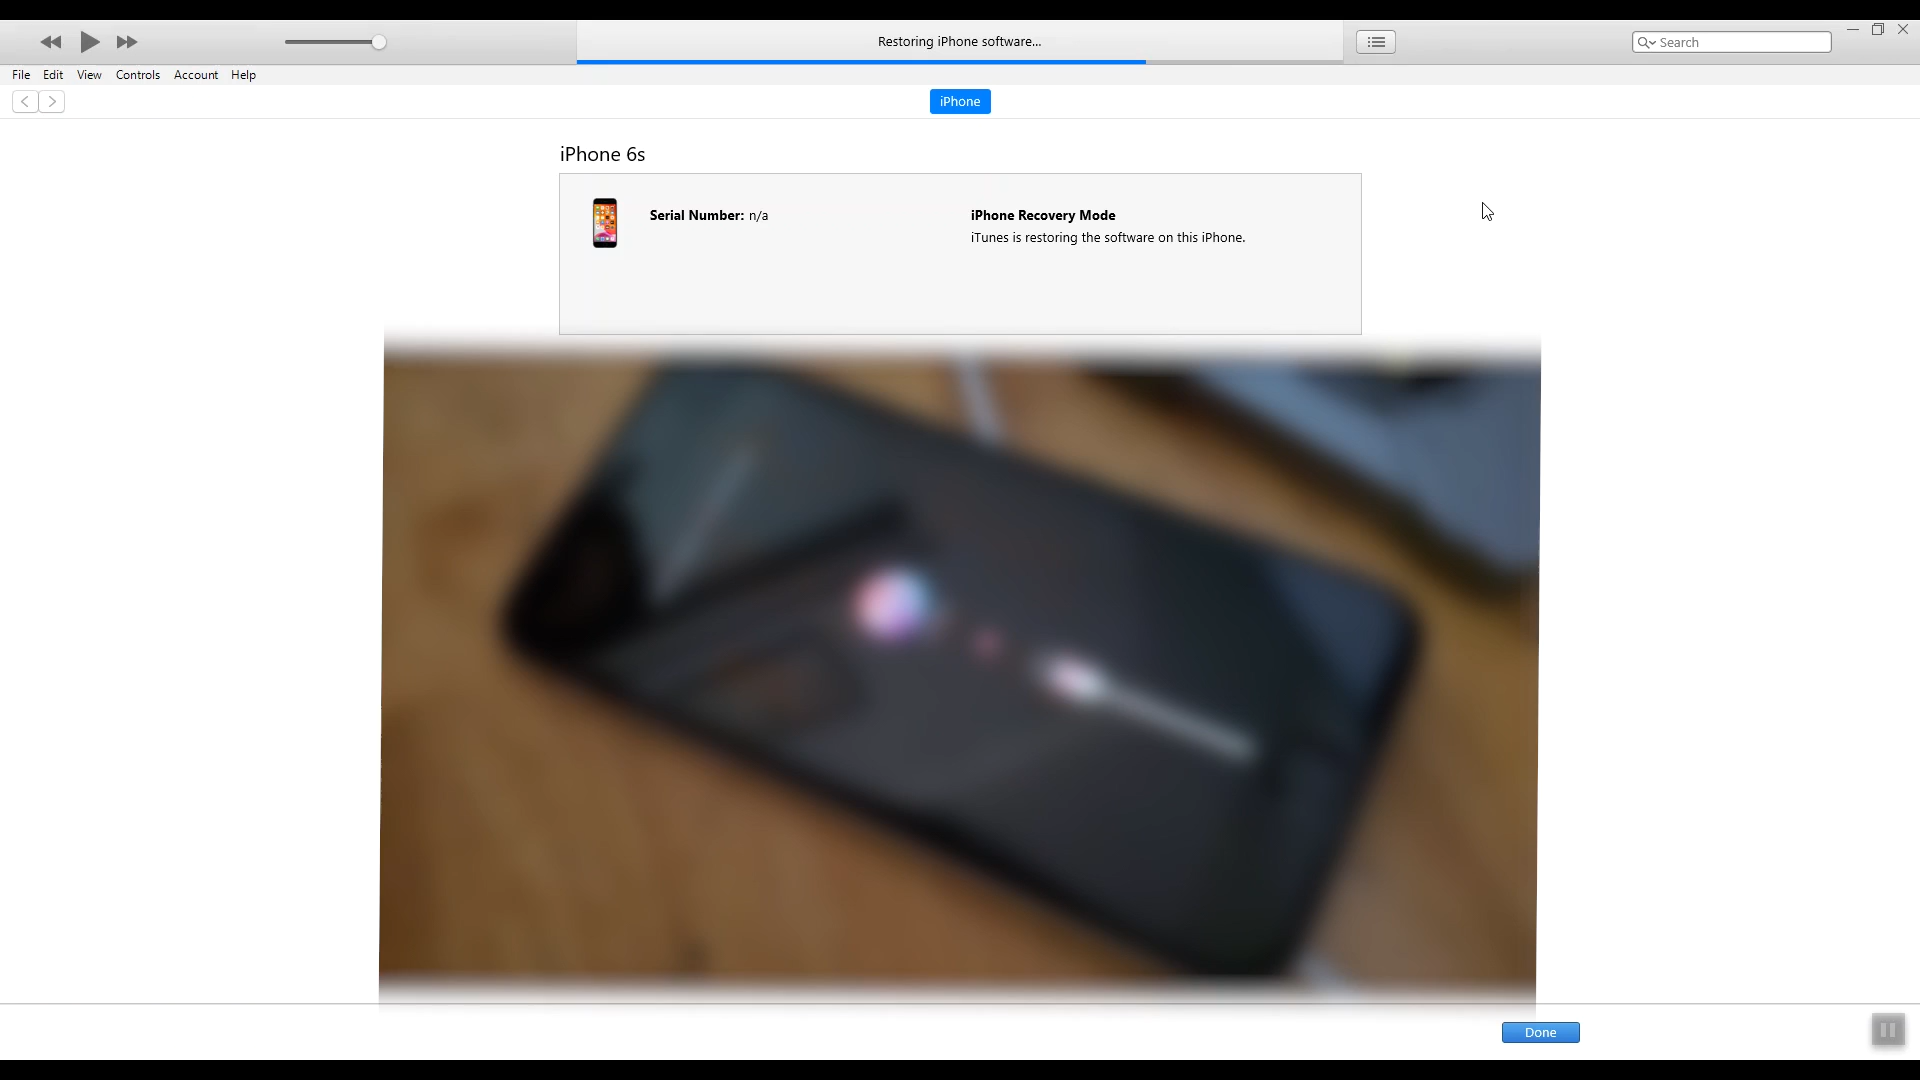 Restoring iPhone software...
Search
File Edit View Controls Account Help
iPhone
iPhone 6s
Serial Number: n/a
iPhone Recovery Mode
iTunes is restoring the software on this iPhone.
Done